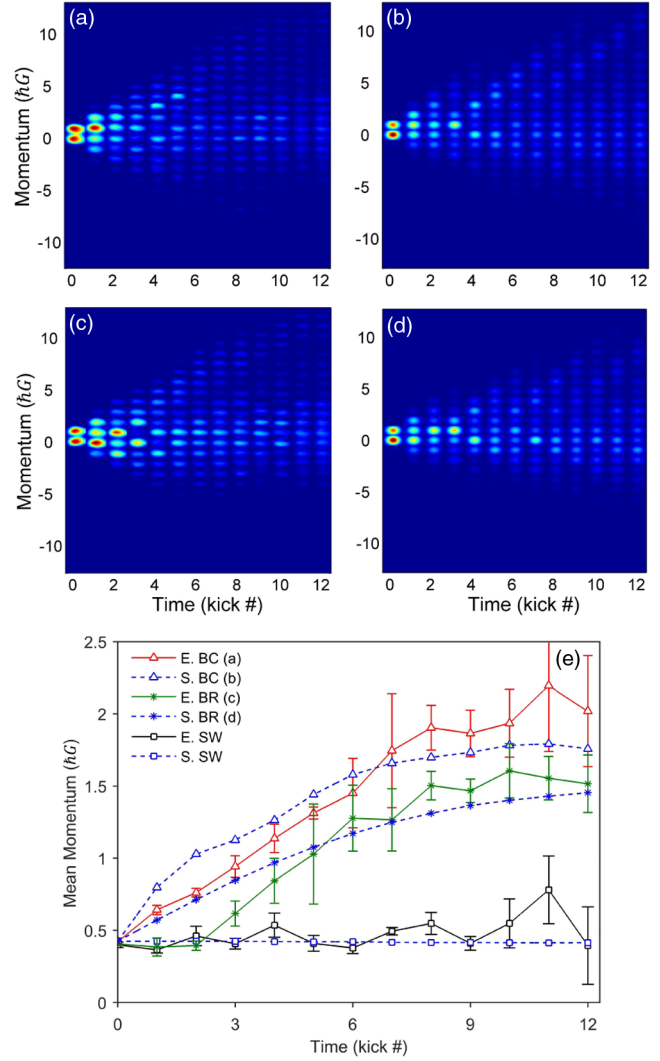 (a)
(b)
Momentum (ħG)
10
5
0
-5
-10
10
5
0
-5
-10
0 2 4 6 8 10 12
0 2 4 6 8 10 12
(c)
(d)
Momentum (ħG)
10
5
0
-5
-10
10
5
0
-5
-10
0 2 4 6 8 10 12
0 2 4 6 8 10 12
Time (kick #)
Time (kick #)
(e)
E. BC (a)
S. BC (b)
E. BR (c)
S. BR (d)
E. SW
S. SW
Mean Momentum (ħG)
2.5
2
1.5
1
0.5
0
0 3 6 9 12
Time (kick #)